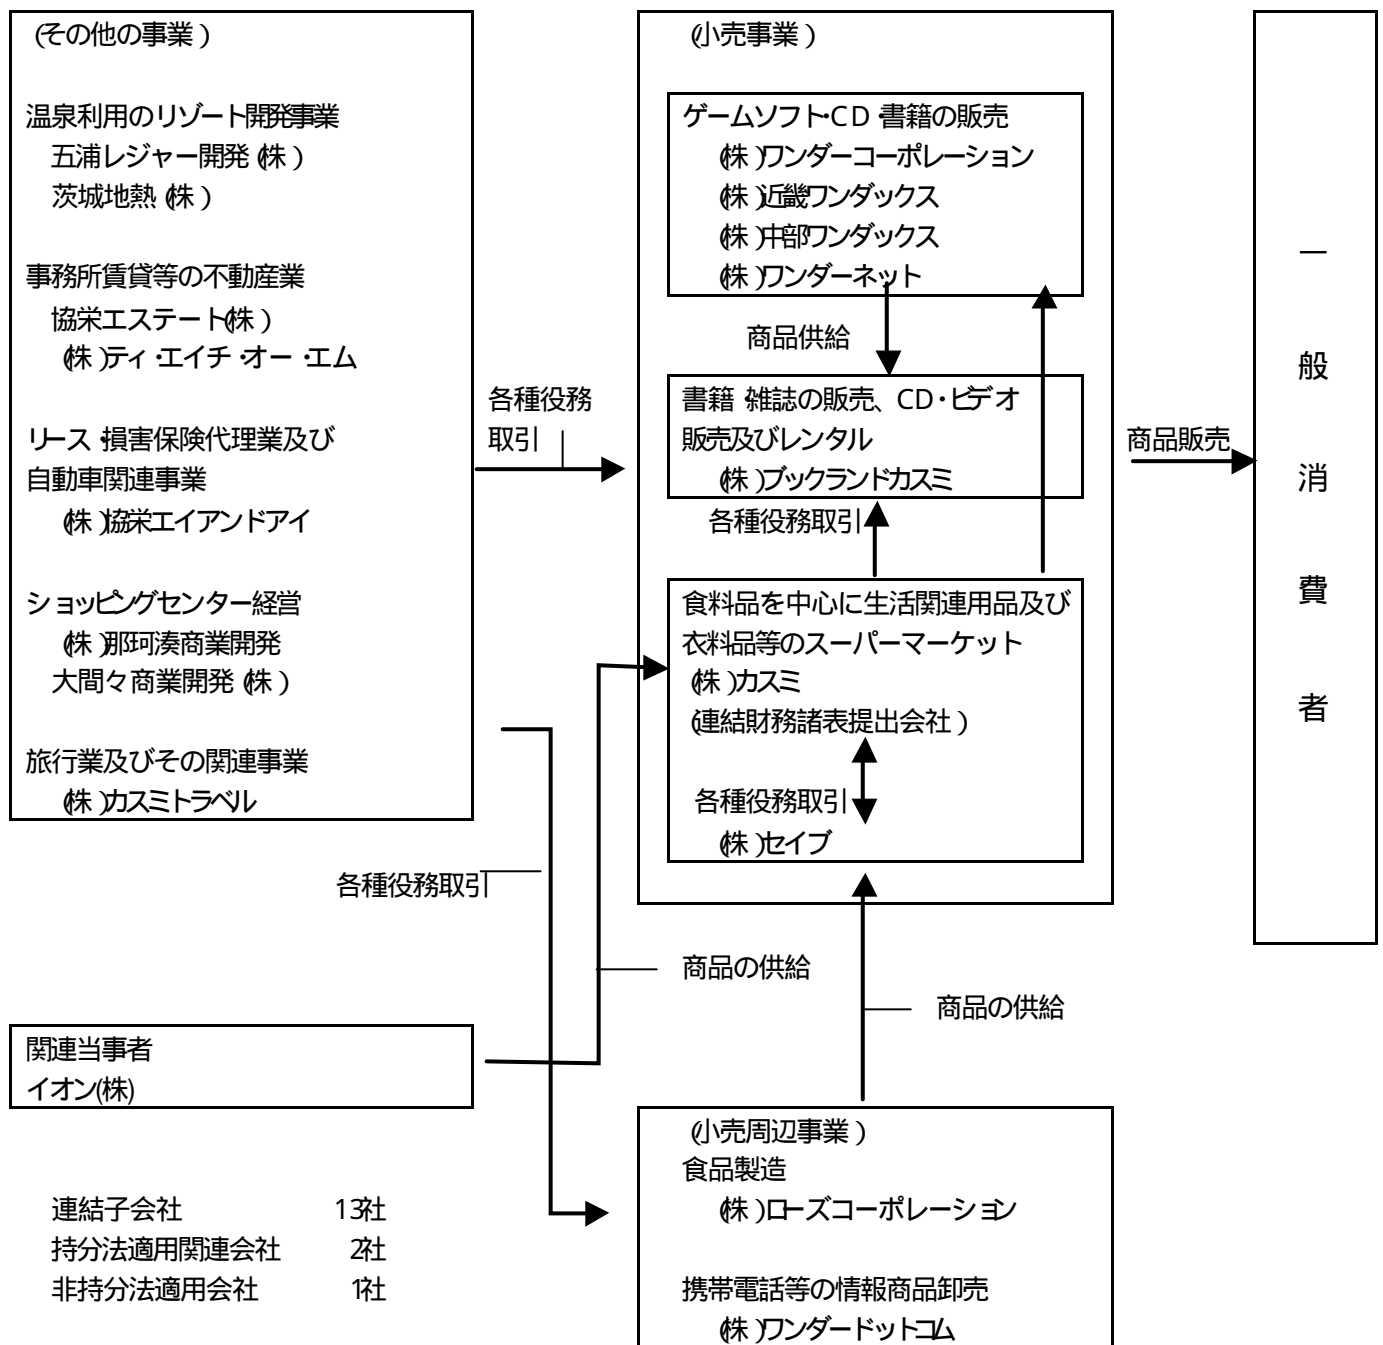 (その他の事業)
温泉利用のリゾート開発事業
五浦レジャー開発(株)
茨城地熱(株)
事務所賃貸等の不動産業
協栄エステート(株)
(株)ティ・エイチ・オー・エム
リース・損害保険代理業及び
自動車関連事業
(株)協栄エイアンドアイ
ショッピングセンター経営
(株)那珂湊商業開発
大間々商業開発(株)
旅行業及びその関連事業
(株)カスミトラベル
各種役務
取引
各種役務取引
関連当事者
イオン(株)
連結子会社 13社
持分法適用関連会社 2社
非持分法適用会社 1社
(小売事業)
ゲームソフト・CD・書籍の販売
(株)ワンダーコーポレーション
(株)近畿ワンダックス
(株)中部ワンダックス
(株)ワンダーネット
商品供給
書籍・雑誌の販売、CD・ビデオ
販売及びレンタル
(株)ブックランドカスミ
各種役務取引
食料品を中心に生活関連用品及び
衣料品等のスーパーマーケット
(株)カスミ
(連結財務諸表提出会社)
各種役務取引
(株)セイブ
商品の供給
商品の供給
(小売周辺事業)
食品製造
(株)ローズコーポレーション
携帯電話等の情報商品卸売
(株)ワンダードットコム
商品販売
一般消費者